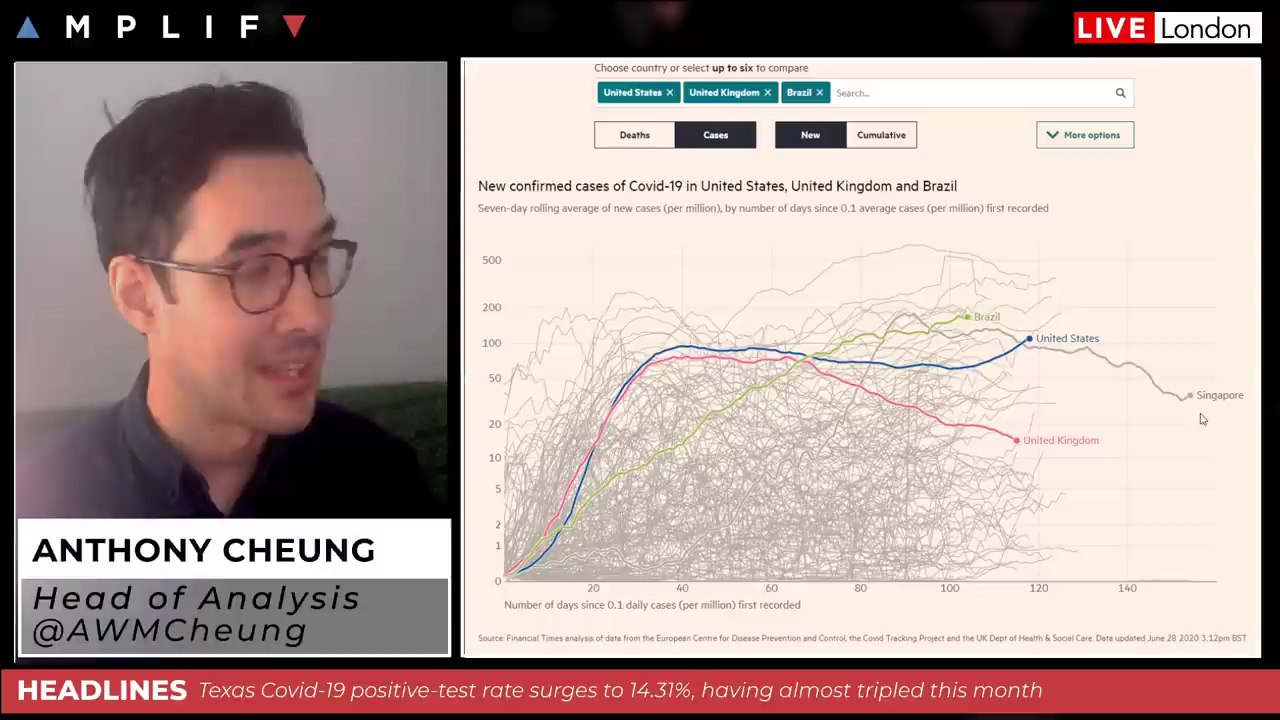 AMPLIFY
LIVE London
Choose country or select up to six to compare
United States × United Kingdom × Brazil × Search...
Deaths Cases New Cumulative More options
New confirmed cases of Covid-19 in United States, United Kingdom and Brazil
Seven-day rolling average of new cases (per million), by number of days since 0.1 average cases (per million) first recorded
500
200
100
50
20
10
5
2
1
0
Brazil
United States
Singapore
United Kingdom
20 40 60 80 100 120 140
Number of days since 0.1 daily cases (per million) first recorded
Source: Financial Times analysis of data from the European Centre for Disease Prevention and Control, the Covid Tracking Project and the UK Dept of Health & Social Care. Data updated June 28 2020 3.12pm BST
ANTHONY CHEUNG
Head of Analysis
@AWMCheung
HEADLINES Texas Covid-19 positive-test rate surges to 14.31%, having almost tripled this month